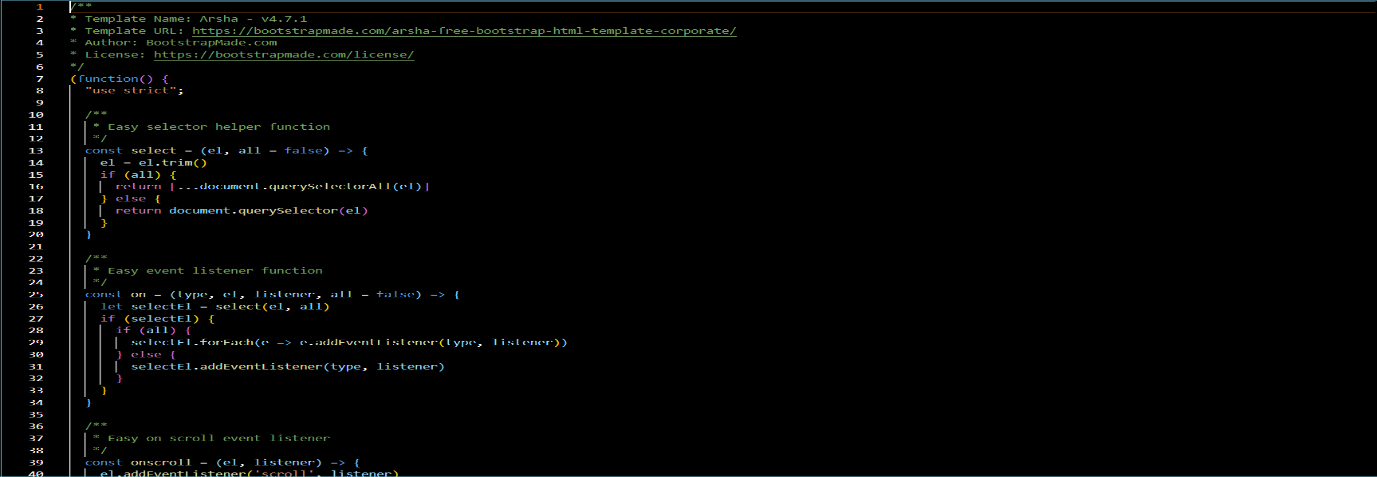 1 /**
2 * Template Name: Arsha - v4.7.1
3 * Template URL: https://bootstrapmade.com/arsha-free-bootstrap-html-template-corporate/
4 * Author: BootstrapMade.com
5 * License: https://bootstrapmade.com/license/
6 */
7 (function() {
8   "use strict";
9
10   /**
11    * Easy selector helper function
12    */
13   const select = (el, all = false) => {
14     el = el.trim()
15     if (all) {
16       return [...document.querySelectorAll(el)]
17     } else {
18       return document.querySelector(el)
19     }
20   }
21
22   /**
23    * Easy event listener function
24    */
25   const on = (type, el, listener, all = false) => {
26     let selectEl = select(el, all)
27     if (selectEl) {
28       if (all) {
29         selectEl.forEach(e => e.addEventListener(type, listener))
30       } else {
31         selectEl.addEventListener(type, listener)
32       }
33     }
34   }
35
36   /**
37    * Easy on scroll event listener
38    */
39   const onscroll = (el, listener) => {
40     el.addEventListener('scroll', listener)